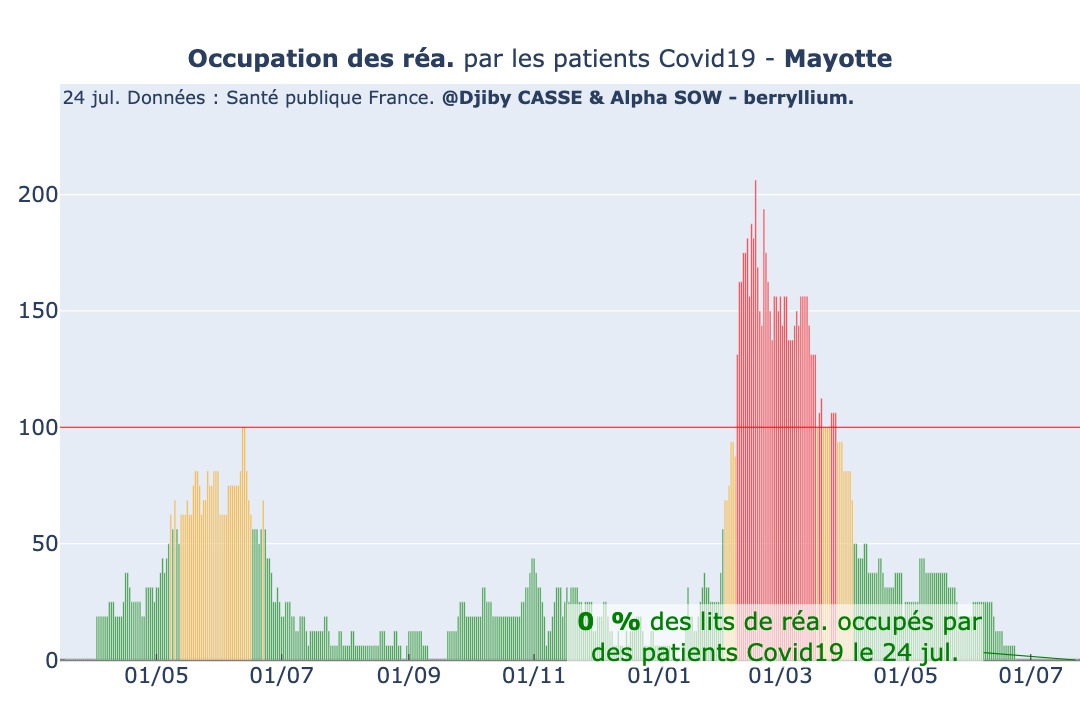 Occupation des réa. par les patients Covid19 - Mayotte
24 jul. Données : Santé publique France. @Djiby CASSE & Alpha SOW - berryllium.
200
150
100
50
0
0 % des lits de réa. occupés par
des patients Covid19 le 24 jul.
01/05 01/07 01/09 01/11 01/01 01/03 01/05 01/07